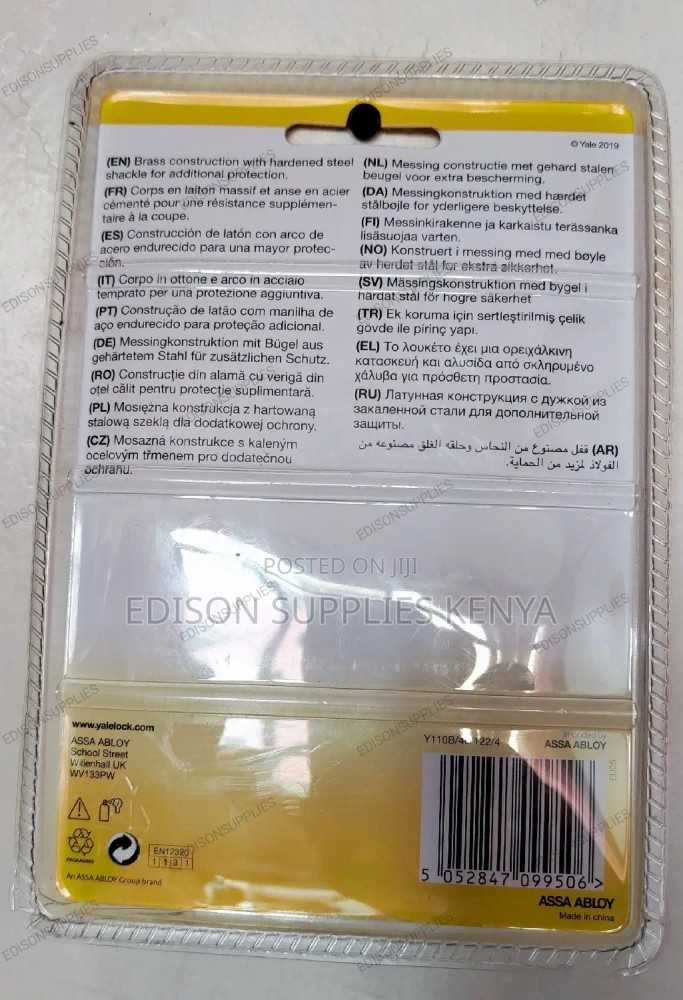 © Yale 2019
(EN) Brass construction with hardened steel
shackle for additional protection.
(FR) Corps en laiton massif et anse en acier
cémenté pour une résistance supplémen-
taire à la coupe.
(ES) Construcción de latón con arco de
acero endurecido para una mayor protec-
ción.
(IT) Corpo in ottone e arco in acciaio
temprato per una protezione aggiuntiva.
(PT) Construção de latão com manilha de
aço endurecido para proteção adicional.
(DE) Messingkonstruktion mit Bügel aus
gehärtetem Stahl für zusätzlichen Schutz.
(RO) Construcție din alamă cu verigă din
oțel călit pentru protecție suplimentară.
(PL) Mosiężna konstrukcja z hartowaną
stalową szeklą dla dodatkowej ochrony.
(CZ) Mosazná konstrukce s kaleným
ocelovým třmenem pro dodatečnou
ochranu.
(NL) Messing constructie met gehard stalen
beugel voor extra bescherming.
(DA) Messingkonstruktion med hærdet
stålbøjle for yderligere beskyttelse.
(FI) Messinkirakenne ja karkaistu terässanka
lisäsuojaa varten.
(NO) Konstruert i messing med med bøyle
av herdet stål for ekstra sikkerhet.
(SV) Mässingskonstruktion med bygel i
härdat stål för högre säkerhet
(TR) Ek koruma için sertleştirilmiş çelik
gövde ile pirinç yapı.
(EL) Το λουκέτο έχει μια ορειχάλκινη
κατασκευή και αλυσίδα από σκληρυμένο
χάλυβα για πρόσθετη προστασία.
(RU) Латунная конструкция с дужкой из
закаленной стали для дополнительной
защиты.
(AR) قفل مصنوع من النحاس وحلقه الغلق مصنوعه من
الفولاذ لمزيد من الحماية.
POSTED ON JIJI
EDISON SUPPLIES KENYA
www.yalelock.com
ASSA ABLOY
School Street
Willenhall UK
WV133PW
PACKAGING
EN12320
1 1 3 1
An ASSA ABLOY Group brand
Y110B/40 122/4
Imported by
ASSA ABLOY
EU55
5 052847 099506 >
ASSA ABLOY
Made in china
EDISONSUPPLIES